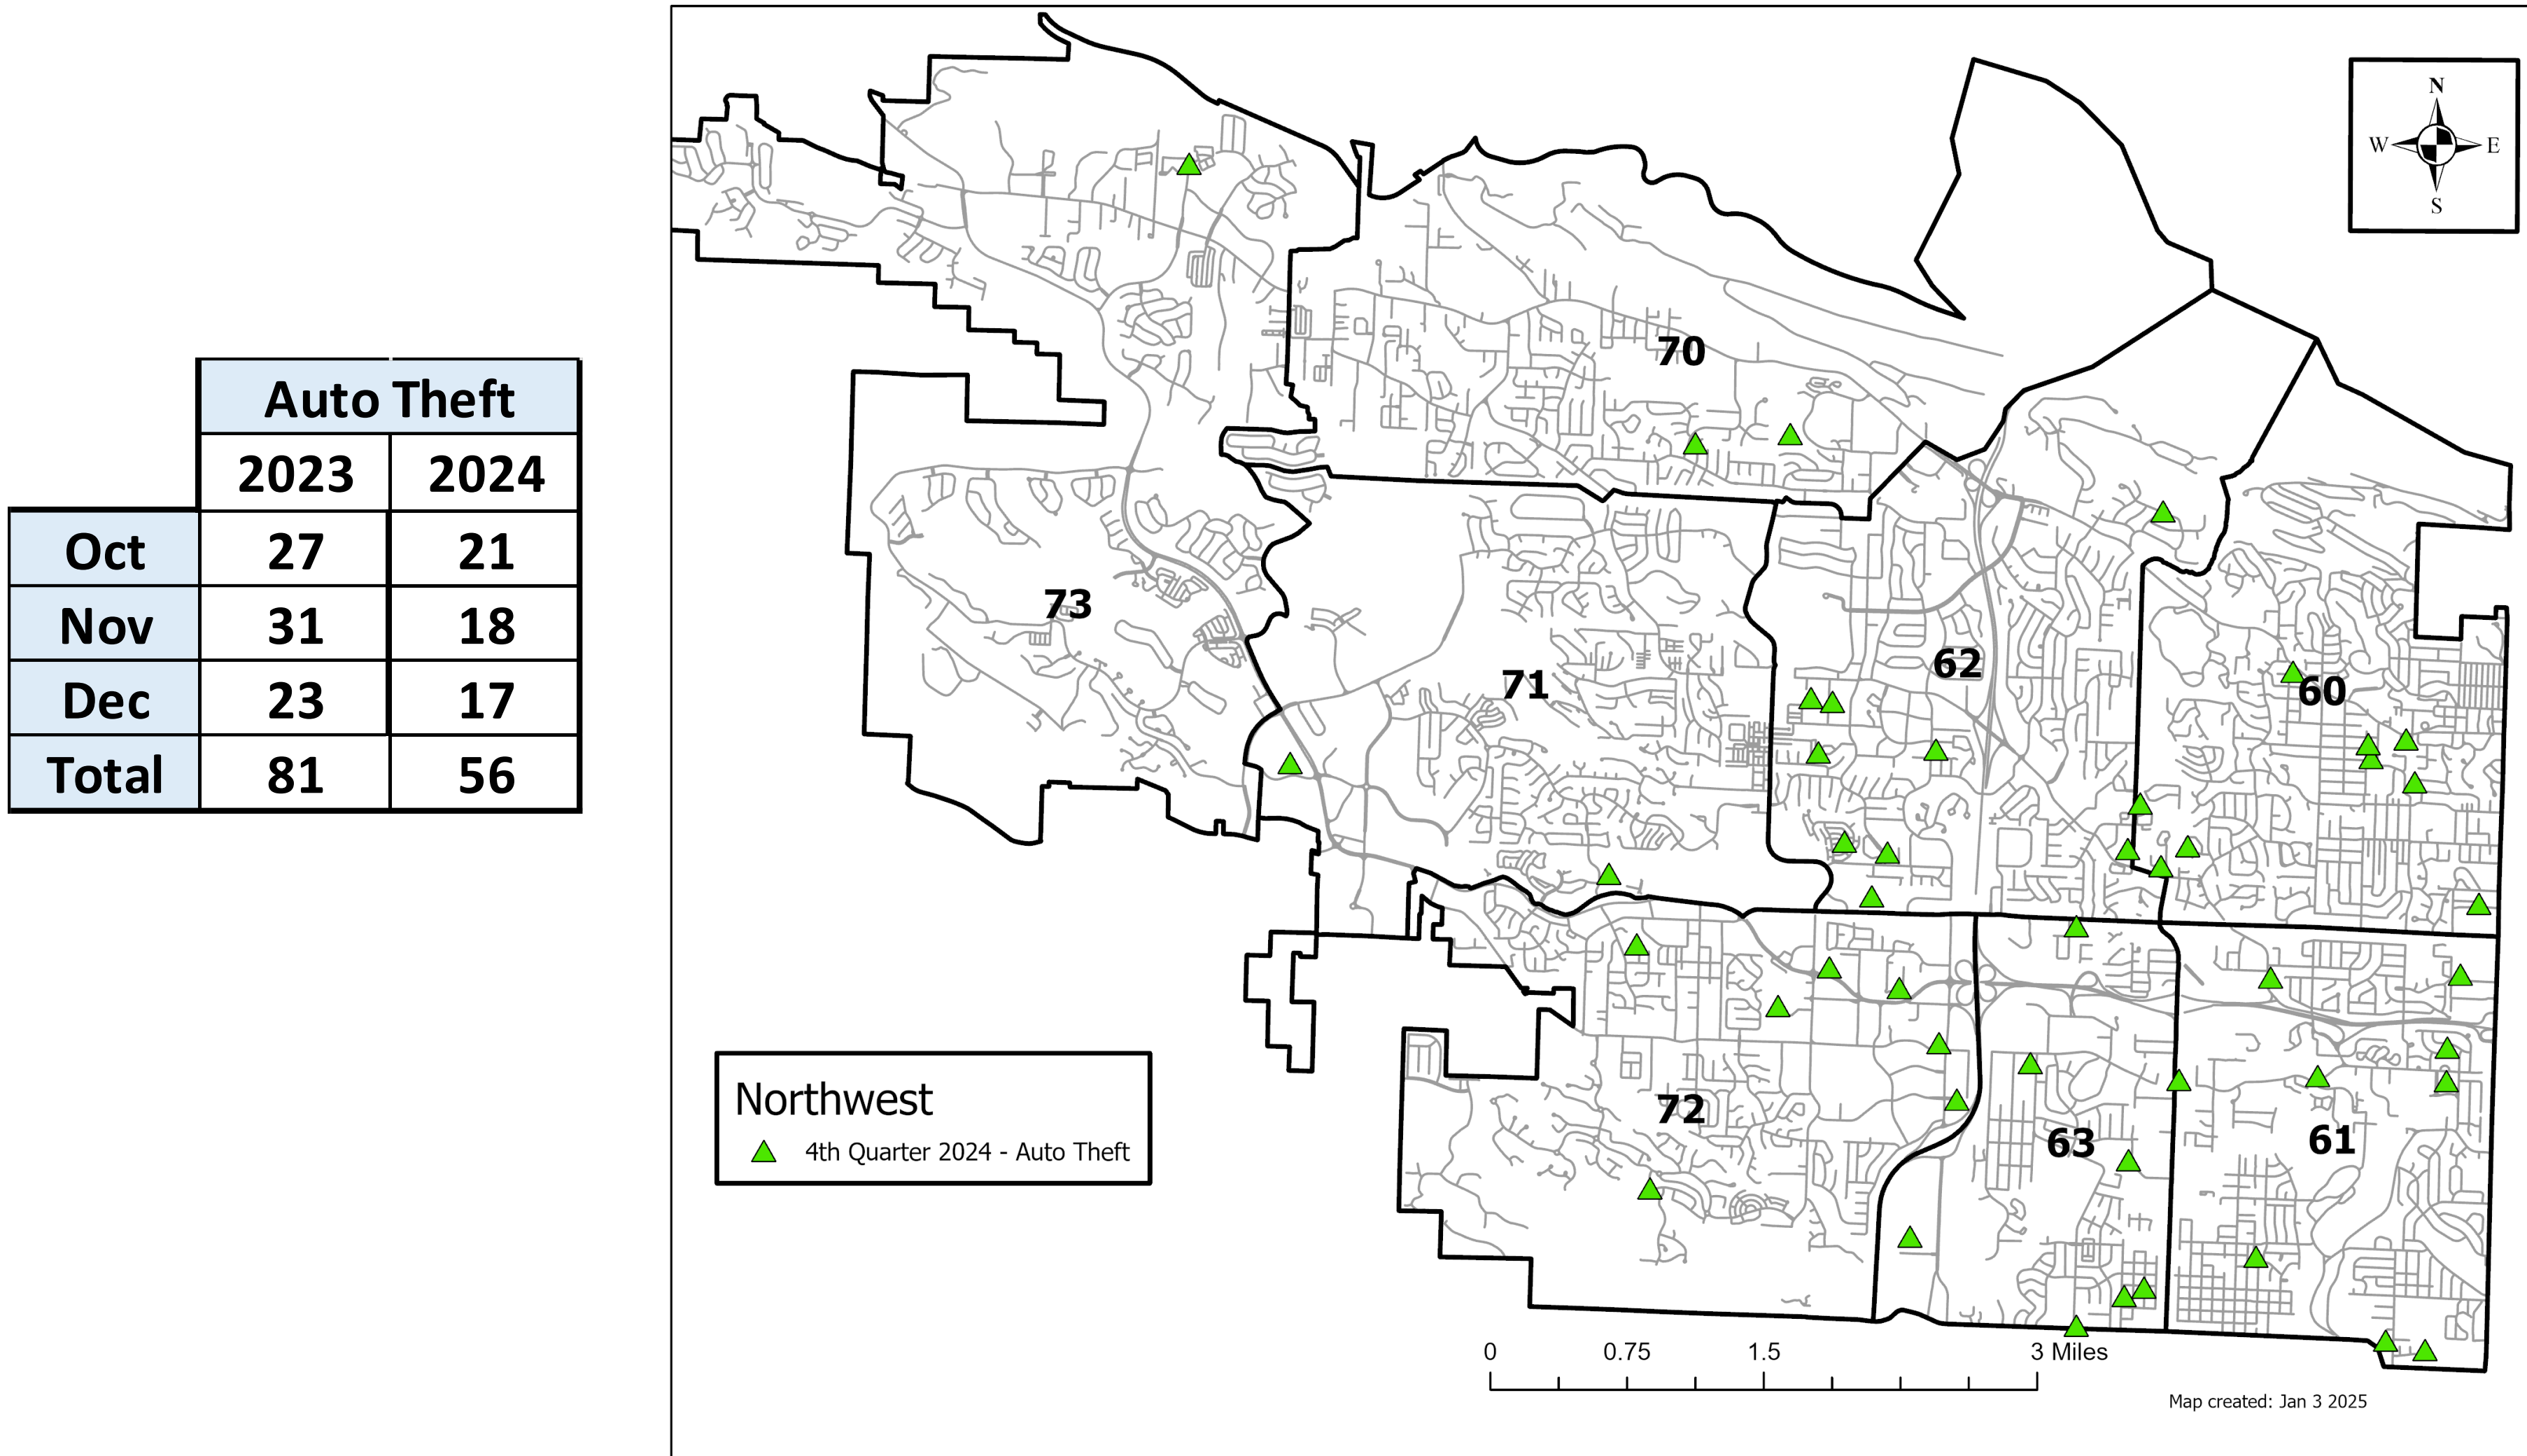 Auto Theft
2023 2024
Oct 27 21
Nov 31 18
Dec 23 17
Total 81 56
N
W E
S
70
73
71
62
60
72
63
61
Northwest
4th Quarter 2024 - Auto Theft
0 0.75 1.5 3 Miles
Map created: Jan 3 2025